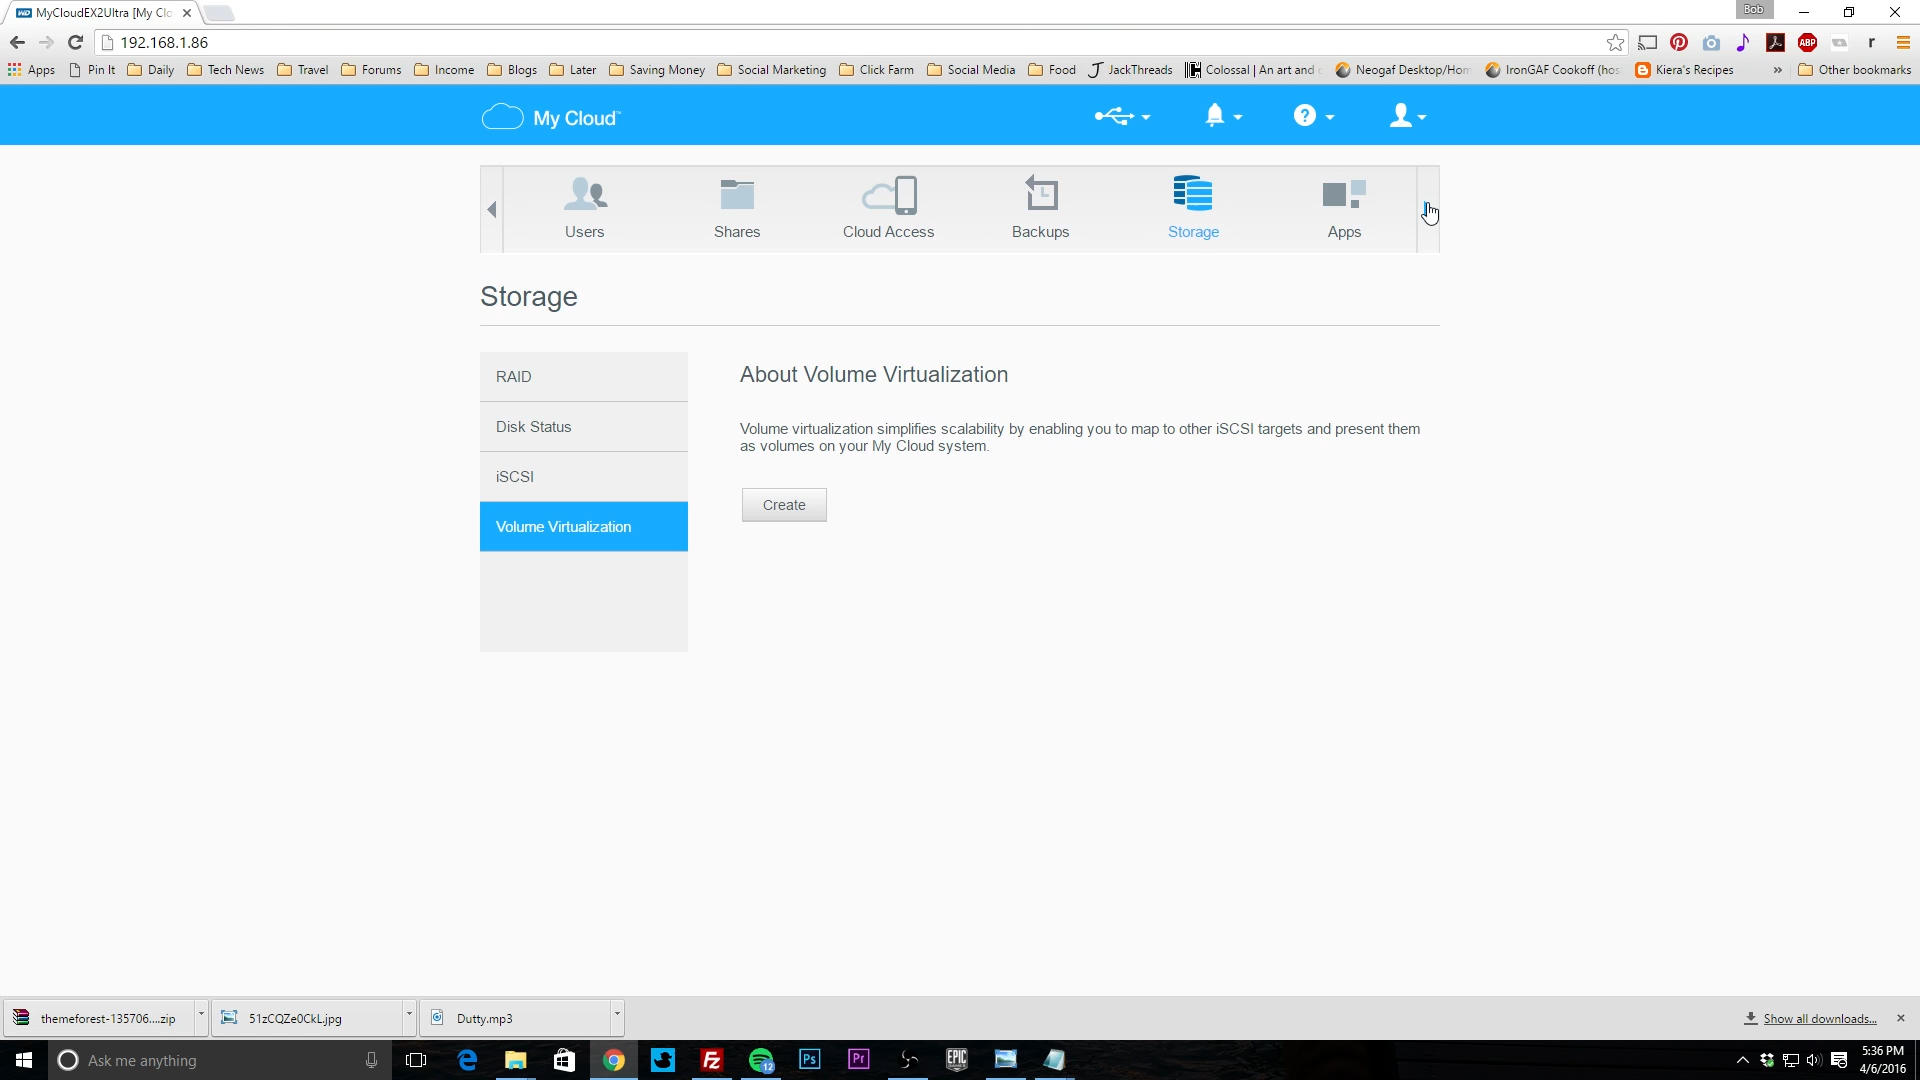 MyCloudEX2Ultra [My Clo
Bob
192.168.1.86
ABP
r
Apps Pin It Daily Tech News Travel Forums Income Blogs Later Saving Money Social Marketing Click Farm Social Media Food JackThreads Colossal | An art and Neogaf Desktop/Hom IronGAF Cookoff (hos Kiera's Recipes » Other bookmarks
My Cloud
Users Shares Cloud Access Backups Storage Apps
Storage
RAID
Disk Status
iSCSI
Volume Virtualization
About Volume Virtualization
Volume virtualization simplifies scalability by enabling you to map to other iSCSI targets and present them
as volumes on your My Cloud system.
Create
themeforest-135706....zip 51zCQZe0CkL.jpg Dutty.mp3 Show all downloads...
Ask me anything
12
Ps
Pr
EPIC
5:36 PM
4/6/2016